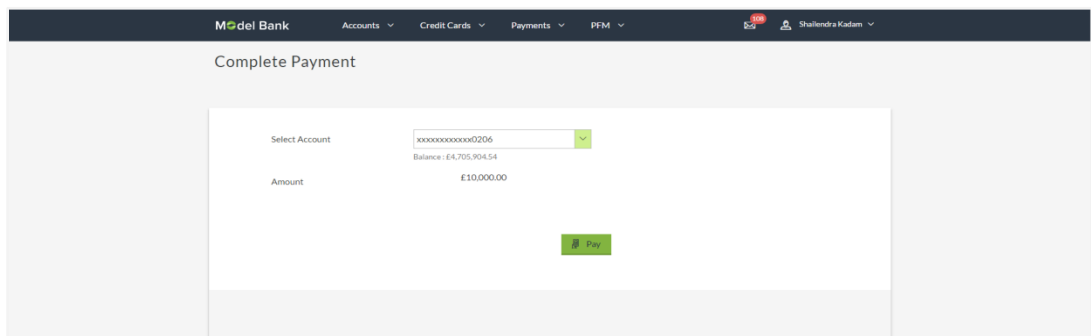 Model Bank Accounts Credit Cards Payments PFM 108 Shailendra Kadam
Complete Payment
Select Account xxxxxxxxxxxx0206
Balance : £4,705,904.54
Amount £10,000.00
Pay